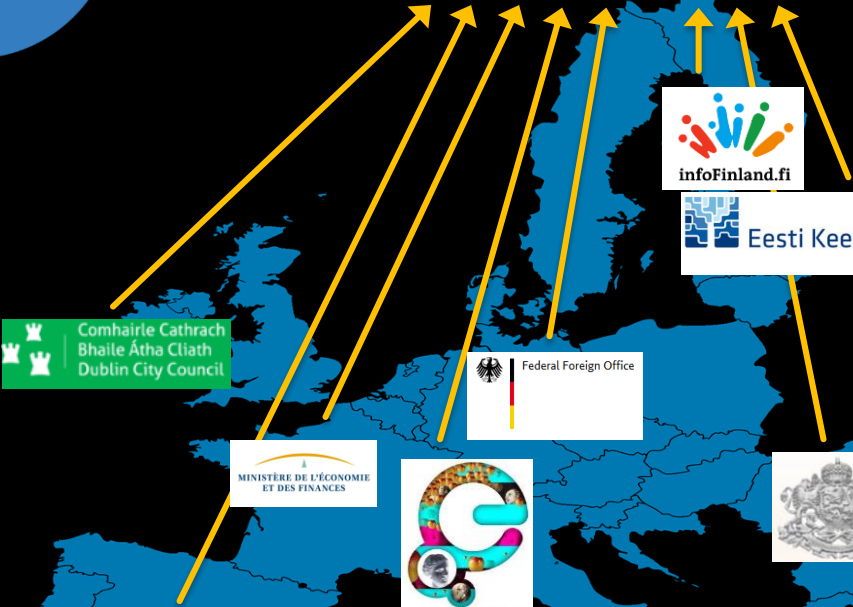 infoFinland.fi
Eesti Kee
Comhairle Cathrach
Bhaile Átha Cliath
Dublin City Council
Federal Foreign Office
MINISTÈRE DE L'ÉCONOMIE
ET DES FINANCES